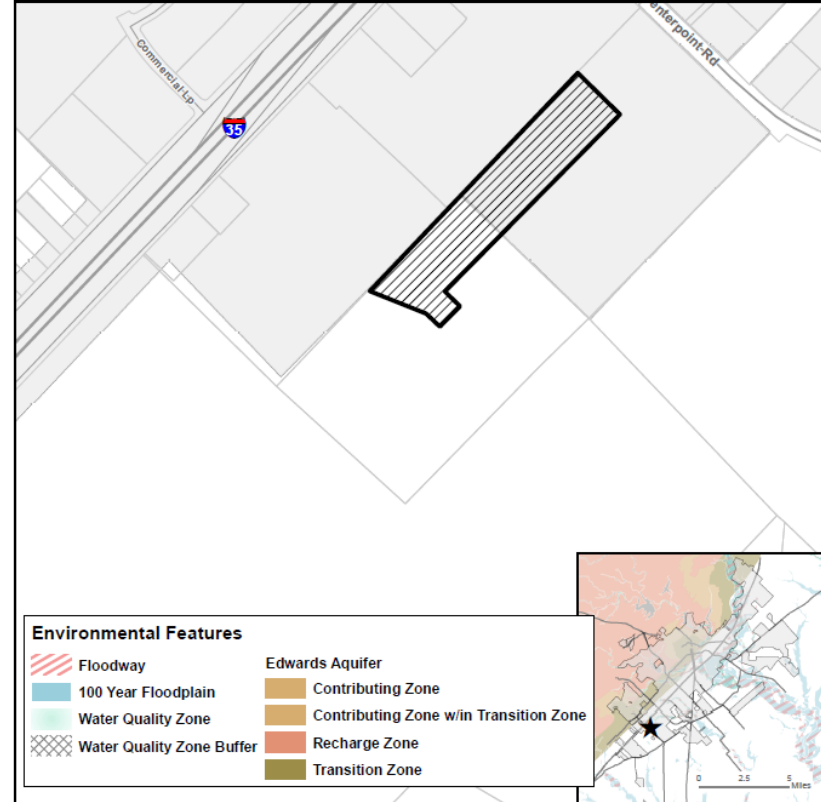 Commercial Lp
35
enterpoint-Rd
Environmental Features
Floodway
100 Year Floodplain
Water Quality Zone
Water Quality Zone Buffer
Edwards Aquifer
Contributing Zone
Contributing Zone w/in Transition Zone
Recharge Zone
Transition Zone
0 2.5 5
Miles